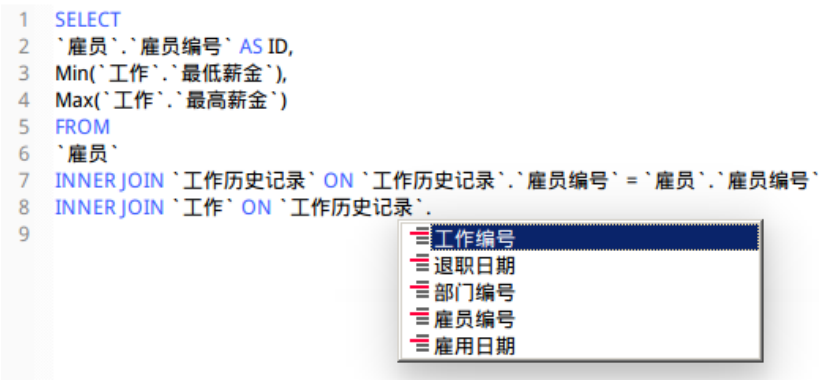 1 SELECT
2 `雇员`.`雇员编号` AS ID,
3 Min(`工作`.`最低薪金`),
4 Max(`工作`.`最高薪金`)
5 FROM
6 `雇员`
7 INNER JOIN `工作历史记录` ON `工作历史记录`.`雇员编号` = `雇员`.`雇员编号`
8 INNER JOIN `工作` ON `工作历史记录`.
9
工作编号
退职日期
部门编号
雇员编号
雇用日期